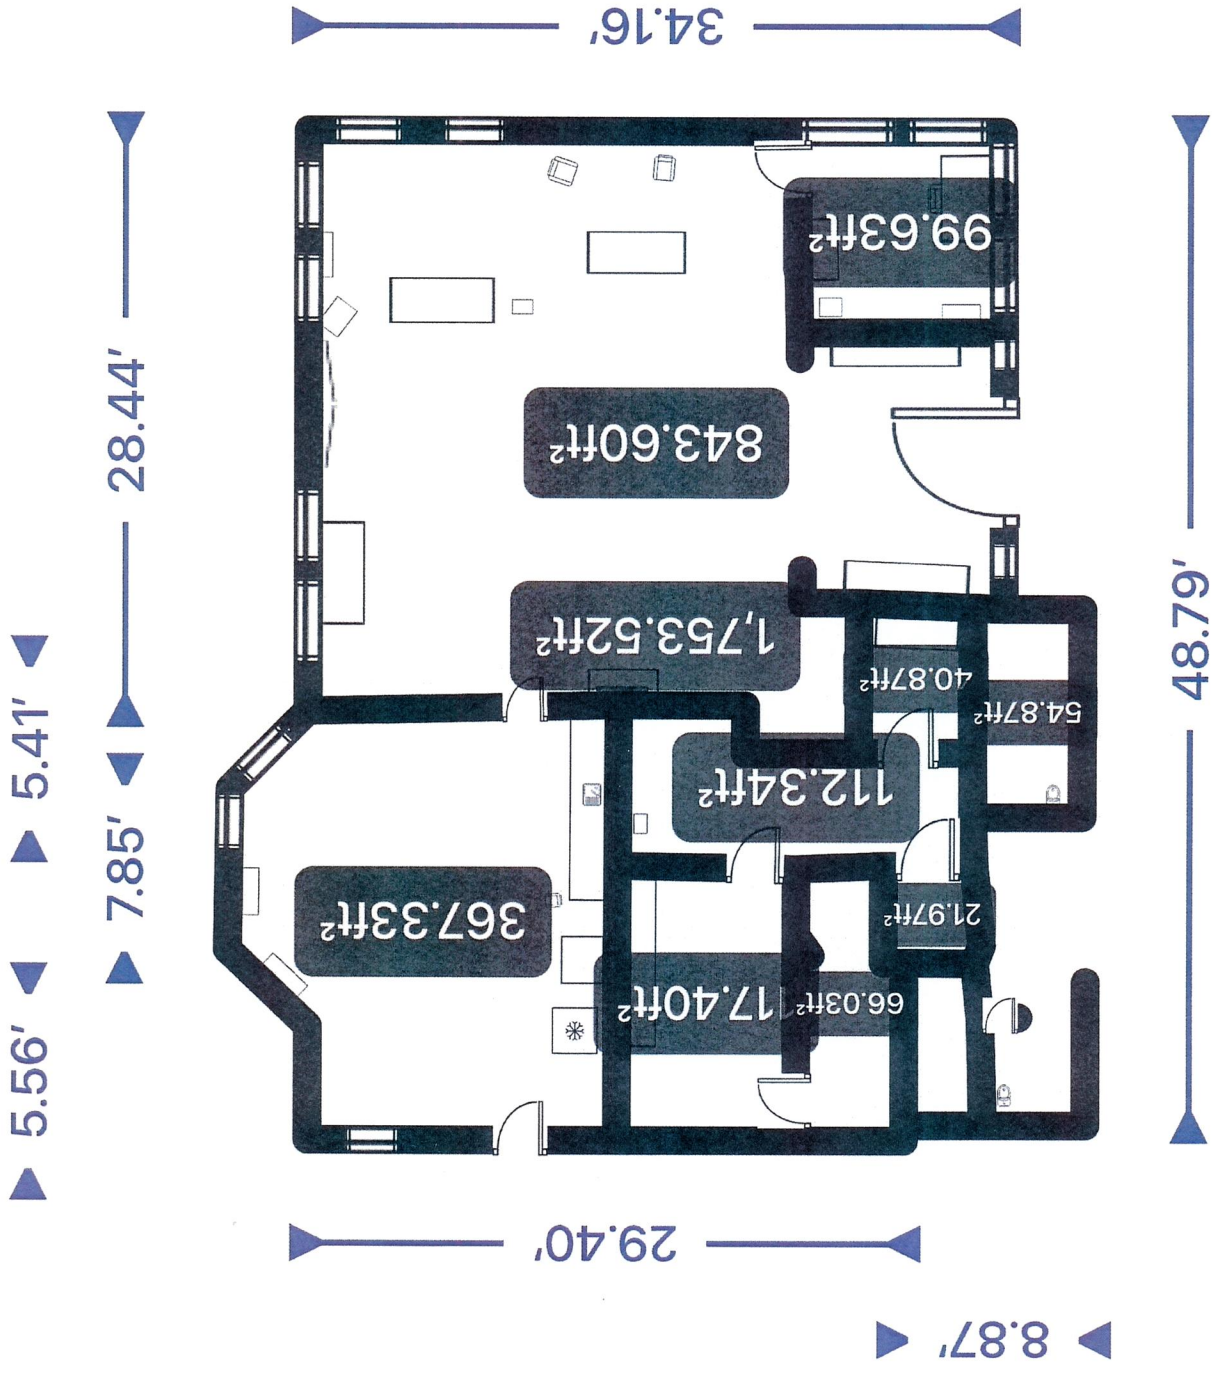 34.16'
28.44'
99.63ft²
843.60ft²
48.79'
1,753.52ft²
40.87ft²
54.87ft²
5.41'
112.34ft²
7.85'
367.33ft²
21.97ft²
17.40ft²
66.03ft²
5.56'
29.40'
8.87'